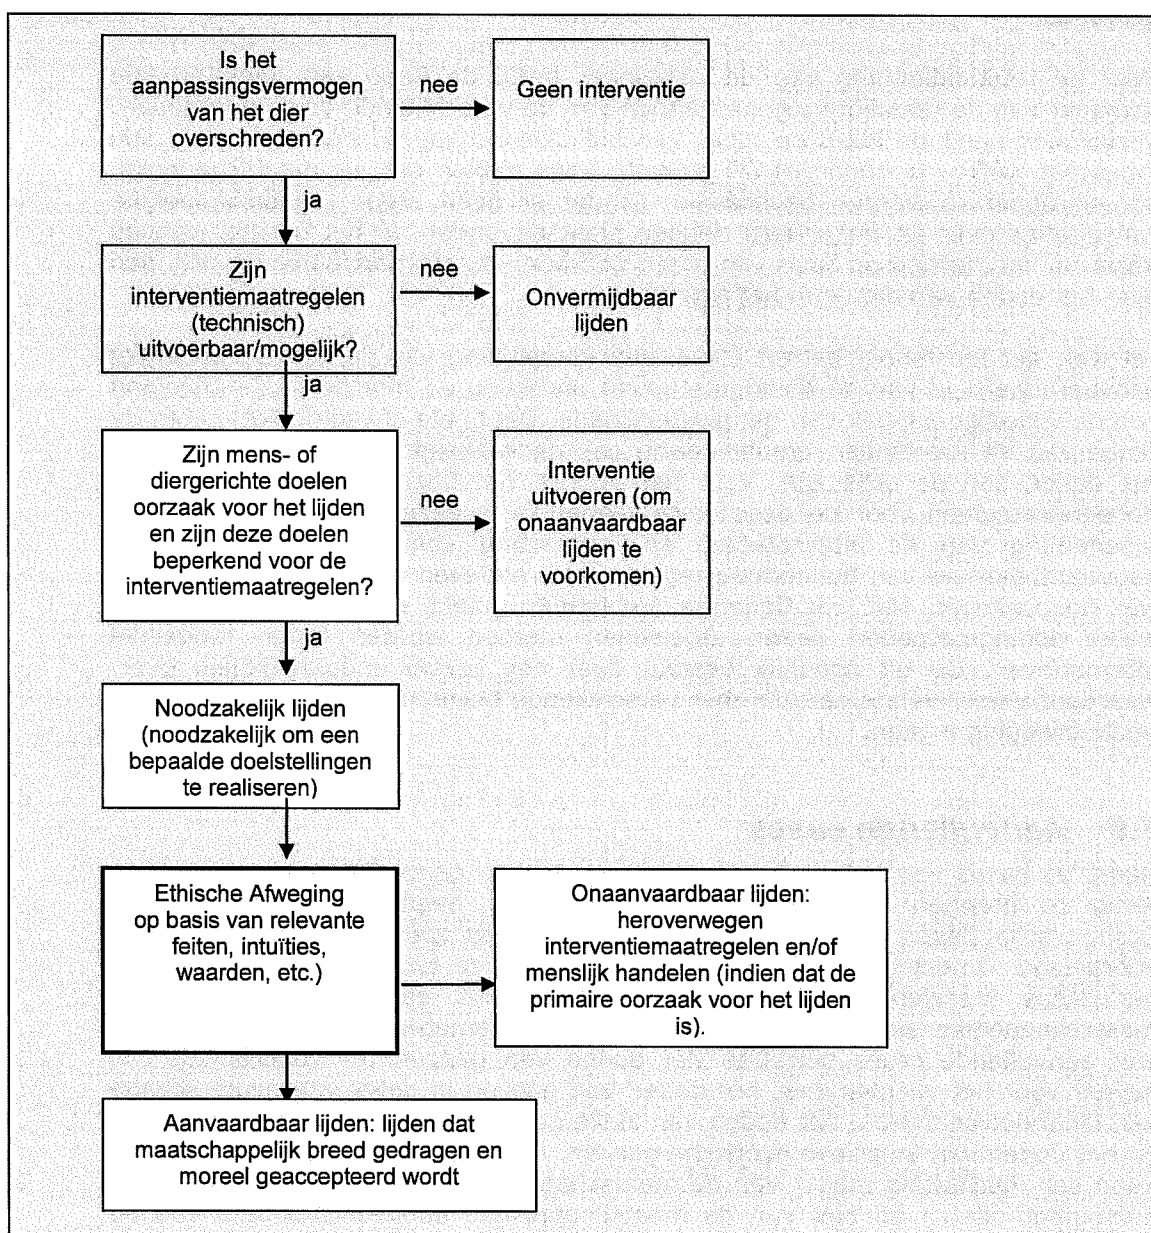 Is het
aanpassingsvermogen
van het dier
overschreden?
nee
Geen interventie
ja
Zijn
interventiemaatregelen
(technisch)
uitvoerbaar/mogelijk?
nee
Onvermijdbaar
lijden
ja
Zijn mens- of
diergerichte doelen
oorzaak voor het lijden
en zijn deze doelen
beperkend voor de
interventiemaatregelen?
nee
Interventie
uitvoeren (om
onaanvaardbaar
lijden te
voorkomen)
ja
Noodzakelijk lijden
(noodzakelijk om een
bepaalde doelstellingen
te realiseren)
Ethische Afweging
op basis van relevante
feiten, intuïties,
waarden, etc.)
Onaanvaardbaar lijden:
heroverwegen
interventiemaatregelen en/of
menslijk handelen (indien dat de
primaire oorzaak voor het lijden
is).
Aanvaardbaar lijden: lijden dat
maatschappelijk breed gedragen en
moreel geaccepteerd wordt